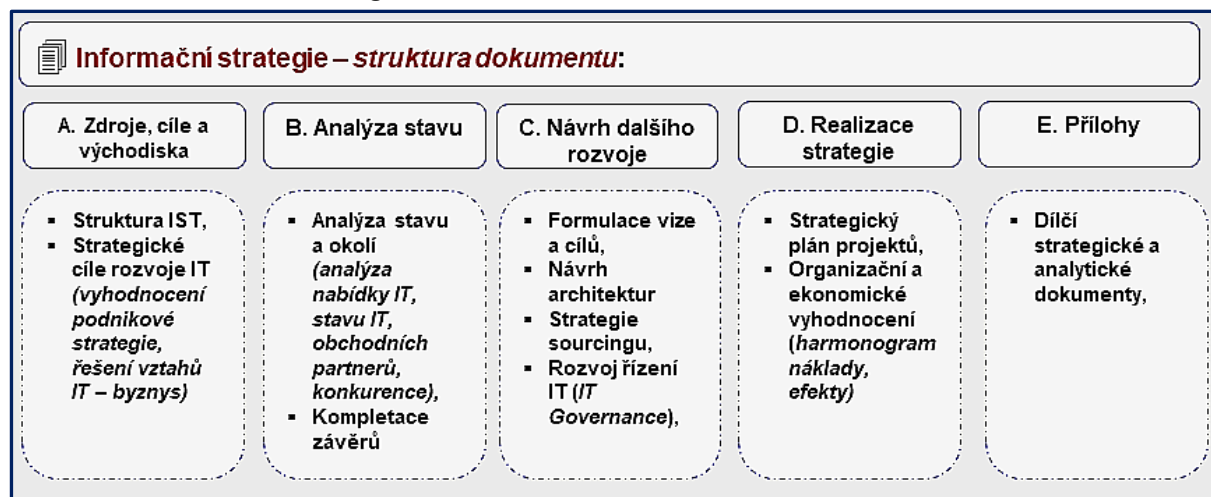 Informační strategie – struktura dokumentu:
A. Zdroje, cíle a
východiska
▪ Struktura IST,
▪ Strategické
cíle rozvoje IT
(vyhodnocení
podnikové
strategie,
řešení vztahů
IT – byznys)
B. Analýza stavu
▪ Analýza stavu
a okolí
(analýza
nabídky IT,
stavu IT,
obchodních
partnerů,
konkurence),
▪ Kompletace
závěrů
C. Návrh dalšího
rozvoje
▪ Formulace vize
a cílů,
▪ Návrh
architektur
▪ Strategie
sourcingu,
▪ Rozvoj řízení
IT (IT
Governance),
D. Realizace
strategie
▪ Strategický
plán projektů,
▪ Organizační a
ekonomické
vyhodnocení
(harmonogram
náklady,
efekty)
E. Přílohy
▪ Dílčí
strategické a
analytické
dokumenty,